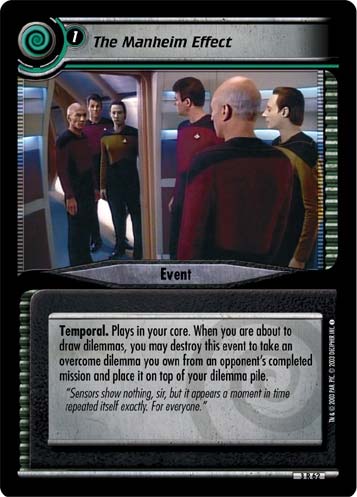 1 The Manheim Effect
Event
Temporal. Plays in your core. When you are about to
draw dilemmas, you may destroy this event to take an
overcome dilemma you own from an opponent's completed
mission and place it on top of your dilemma pile.
"Sensors show nothing, sir, but it appears a moment in time
repeated itself exactly. For everyone."
TM & © 2003 PAR. PIC. © 2003 DECIPHER INC.
3 R 62